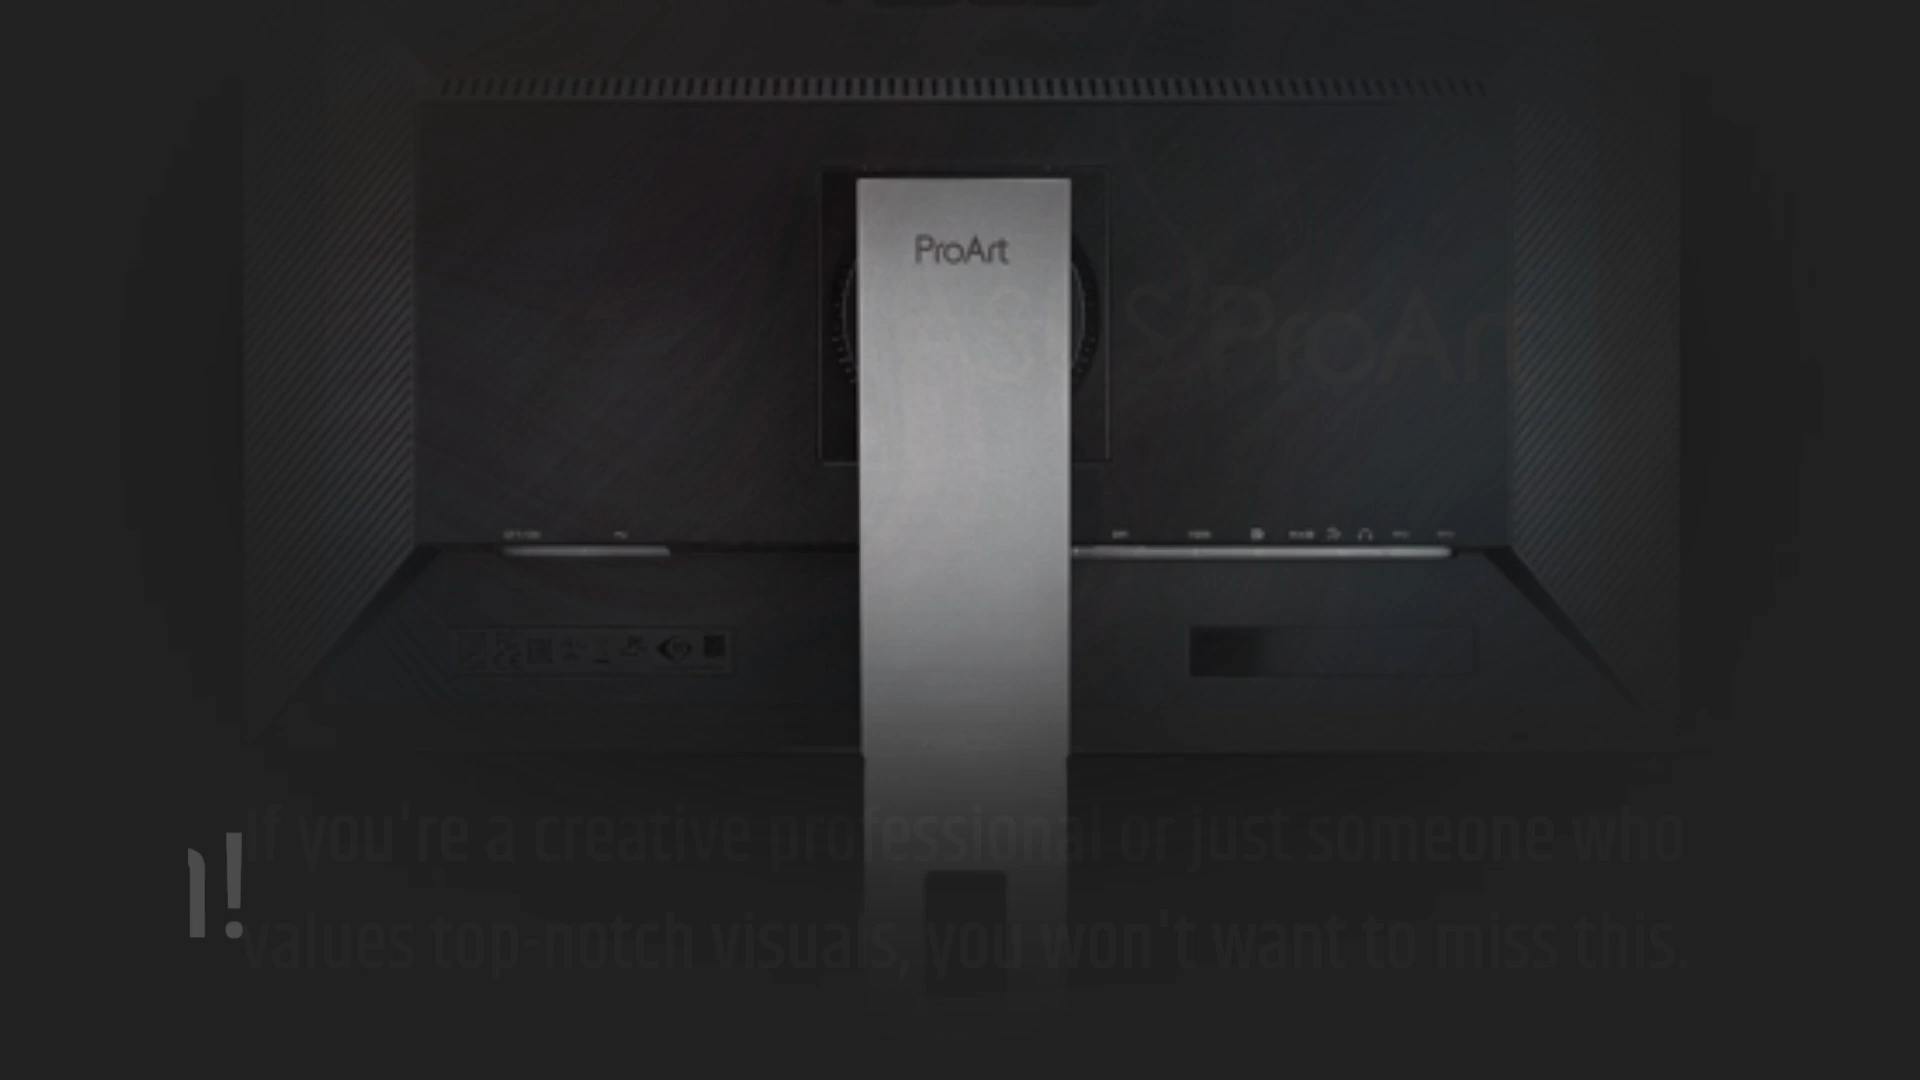 ProArt
ProArt
If you're a creative professional or just someone who
!
values top-notch visuals, you won't want to miss this.